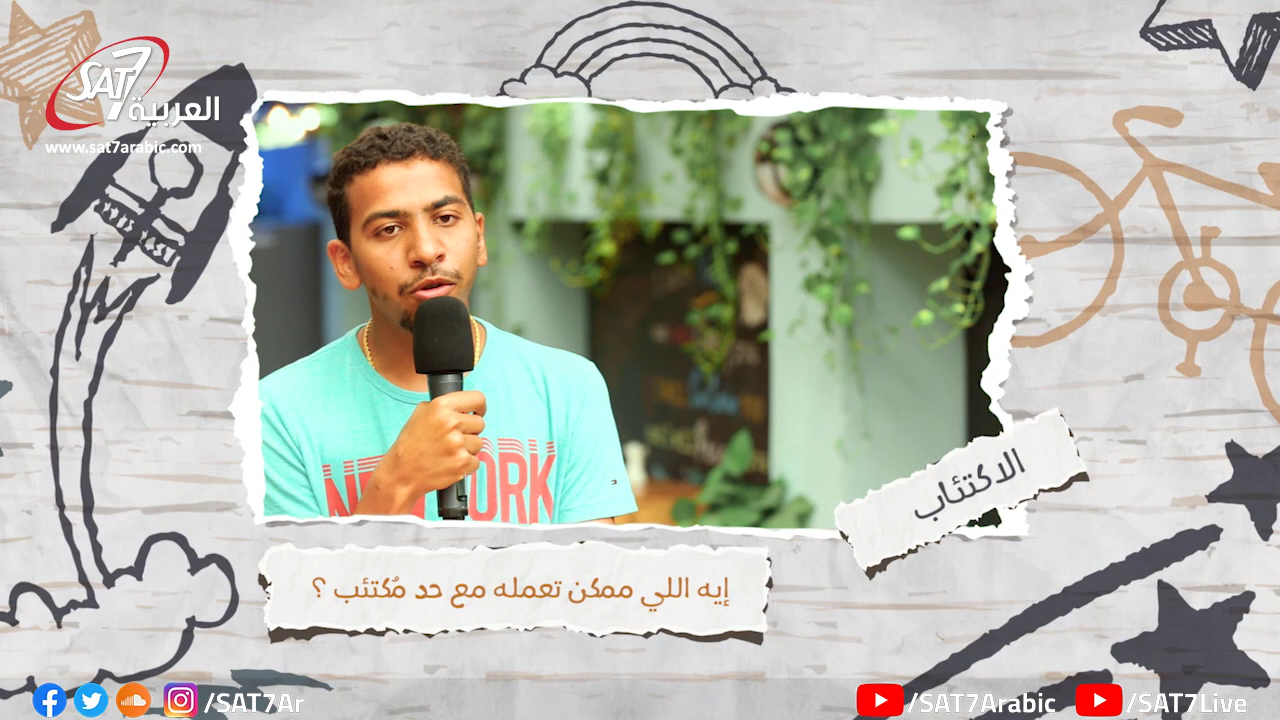 SAT7
العربية
www.sat7arabic.com
NEW YORK
الاكتئاب
إيه اللي ممكن تعمله مع حد مُكتئب ؟
/SAT7Ar
/SAT7Arabic
/SAT7Live